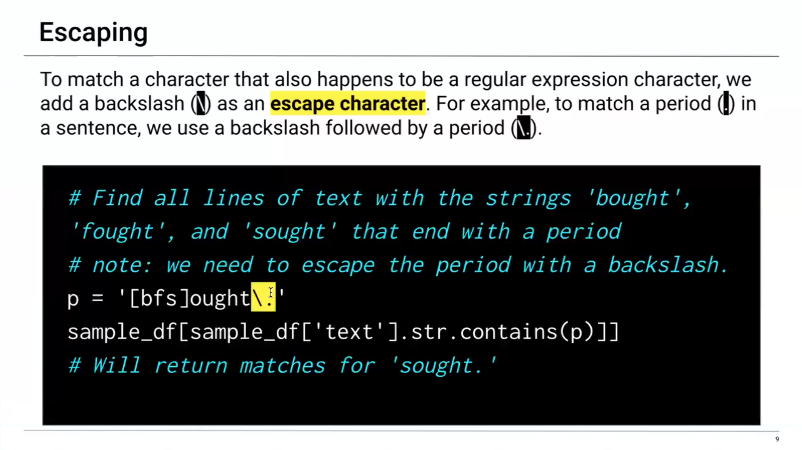 Escaping
To match a character that also happens to be a regular expression character, we
add a backslash (\) as an escape character. For example, to match a period (.) in
a sentence, we use a backslash followed by a period (\.).
# Find all lines of text with the strings 'bought',
'fought', and 'sought' that end with a period
# note: we need to escape the period with a backslash.
p = '[bfs]ought\.'
sample_df[sample_df['text'].str.contains(p)]]
# Will return matches for 'sought.'
9